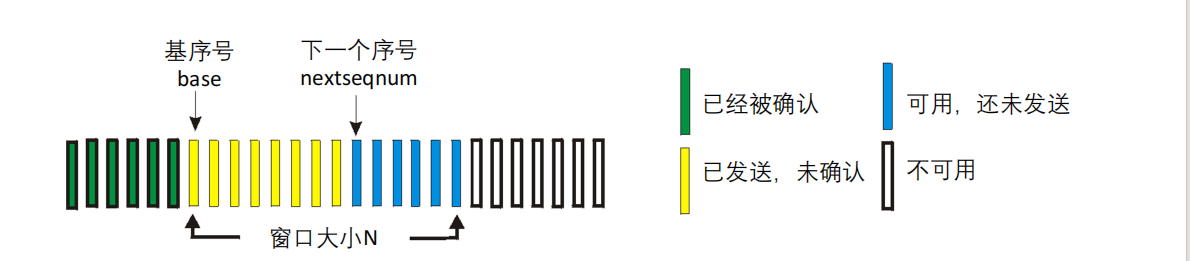 基序号
base
下一个序号
nextseqnum
窗口大小N
已经被确认
可用，还未发送
已发送，未确认
不可用